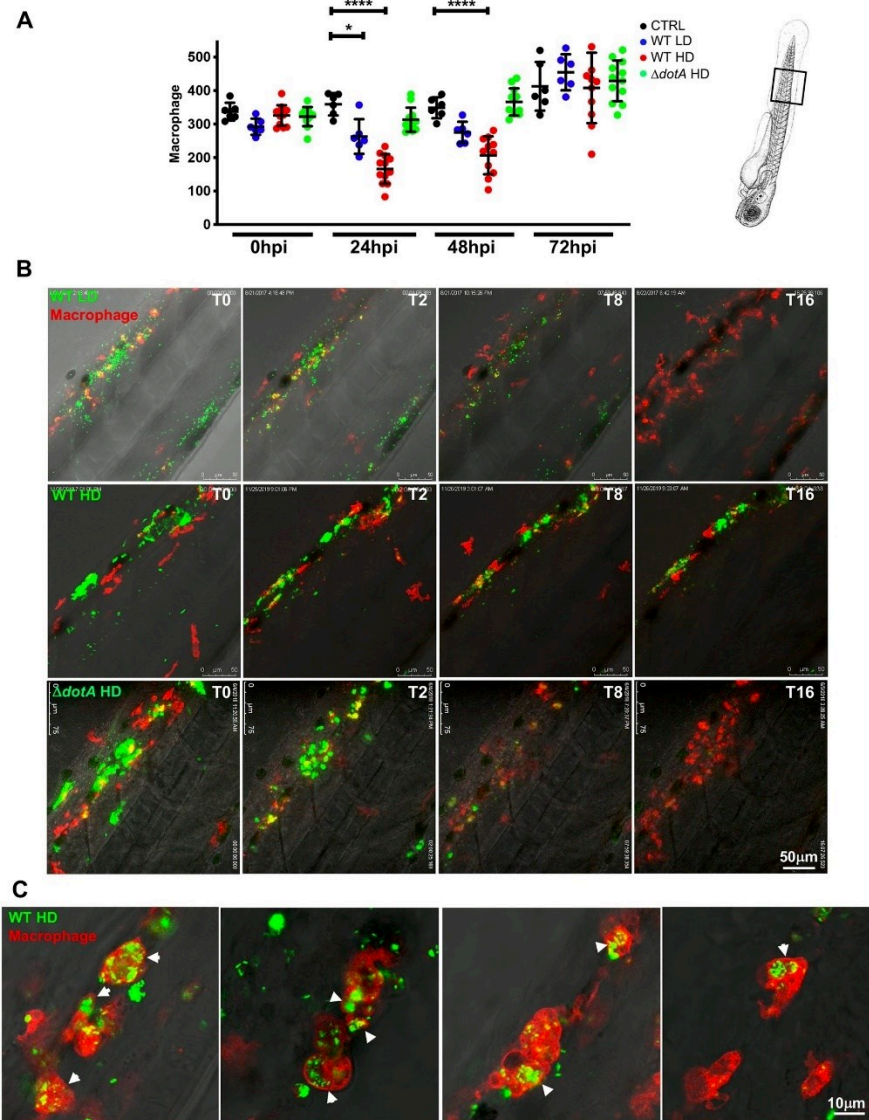 A
**** ****
*
CTRL
WT LD
WT HD
ΔdotA HD
Macrophage
500
400
300
200
100
0
0hpi 24hpi 48hpi 72hpi
B
WT LD
Macrophage
T0 T2 T8 T16
WT HD
T0 T2 T8 T16
ΔdotA HD
T0 T2 T8 T16
50µm
C
WT HD
Macrophage
10µm